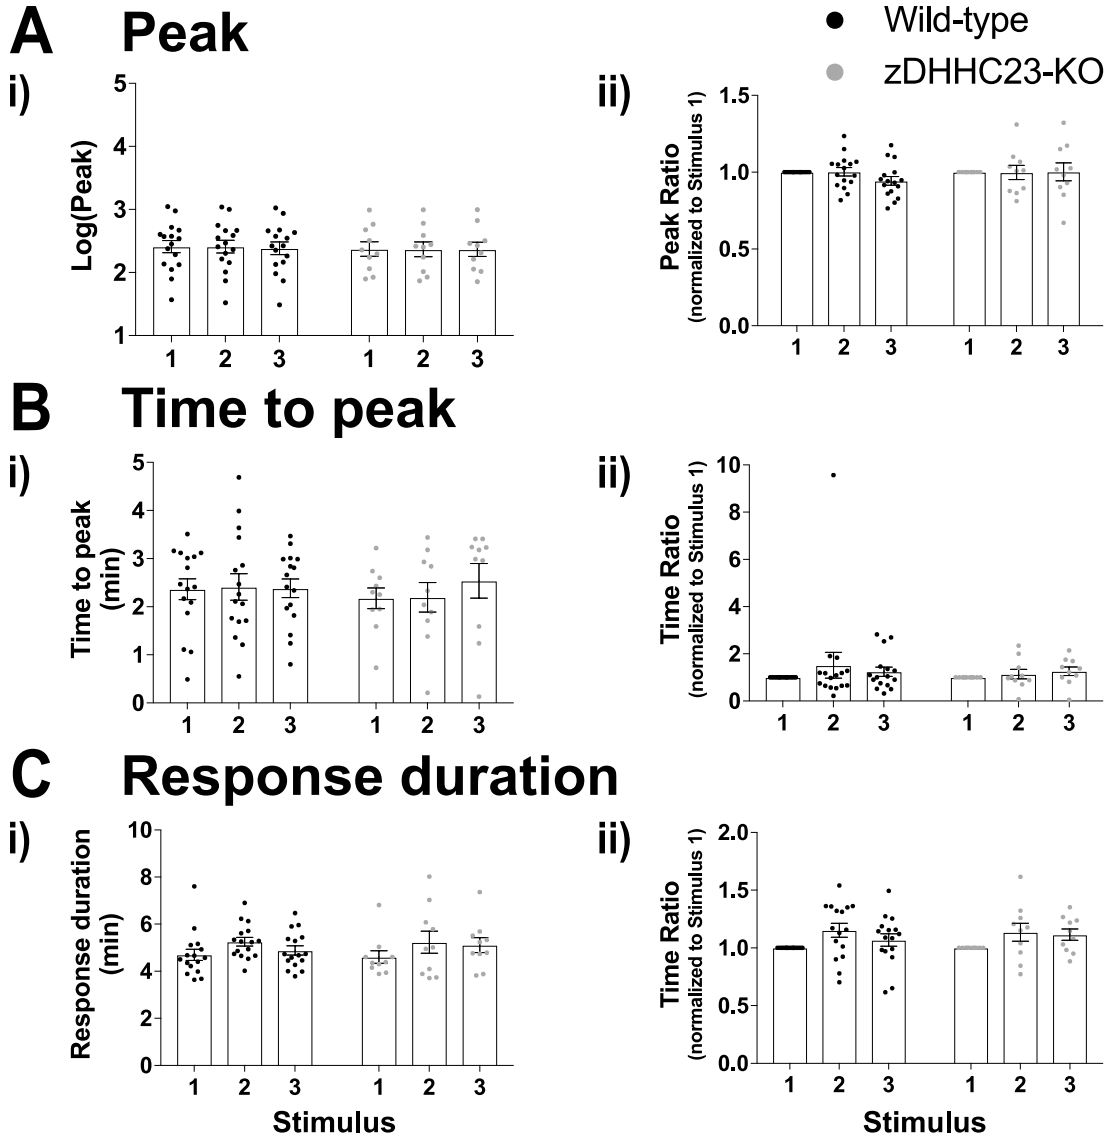 A Peak
Wild-type
zDHHC23-KO
i)
Log(Peak)
5
4
3
2
1
1 2 3 1 2 3
ii)
Peak Ratio
(normalized to Stimulus 1)
1.5
1.0
0.5
0.0
1 2 3 1 2 3
B Time to peak
i)
Time to peak
(min)
5
4
3
2
1
0
1 2 3 1 2 3
ii)
Time Ratio
(normalized to Stimulus 1)
10
8
6
4
2
0
1 2 3 1 2 3
C Response duration
i)
Response duration
(min)
10
8
6
4
2
0
1 2 3 1 2 3
Stimulus
ii)
Time Ratio
(normalized to Stimulus 1)
2.0
1.5
1.0
0.5
0.0
1 2 3 1 2 3
Stimulus